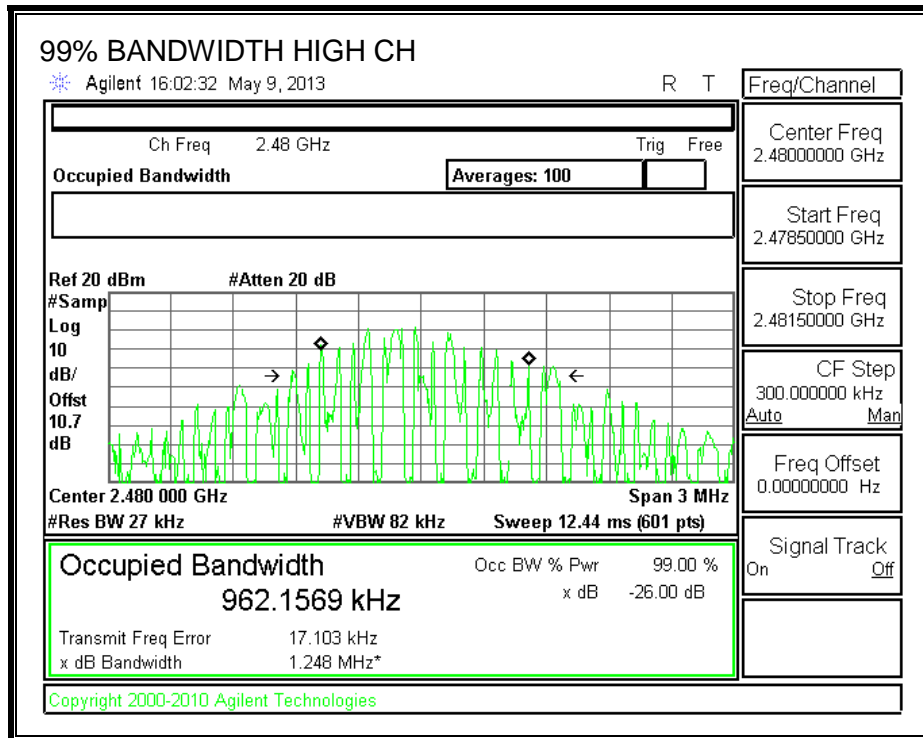 99% BANDWIDTH HIGH CH
Agilent 16:02:32 May 9, 2013 R T
Freq/Channel
Ch Freq 2.48 GHz Trig Free
Occupied Bandwidth Averages: 100
Center Freq
2.48000000 GHz
Start Freq
2.47850000 GHz
Stop Freq
2.48150000 GHz
CF Step
300.000000 kHz
Auto Man
Freq Offset
0.00000000 Hz
Signal Track
On Off
Ref 20 dBm #Atten 20 dB
#Samp
Log
10
dB/
Offst
10.7
dB
Center 2.480 000 GHz Span 3 MHz
#Res BW 27 kHz #VBW 82 kHz Sweep 12.44 ms (601 pts)
Occupied Bandwidth Occ BW % Pwr 99.00 %
962.1569 kHz x dB -26.00 dB
Transmit Freq Error 17.103 kHz
x dB Bandwidth 1.248 MHz*
Copyright 2000-2010 Agilent Technologies